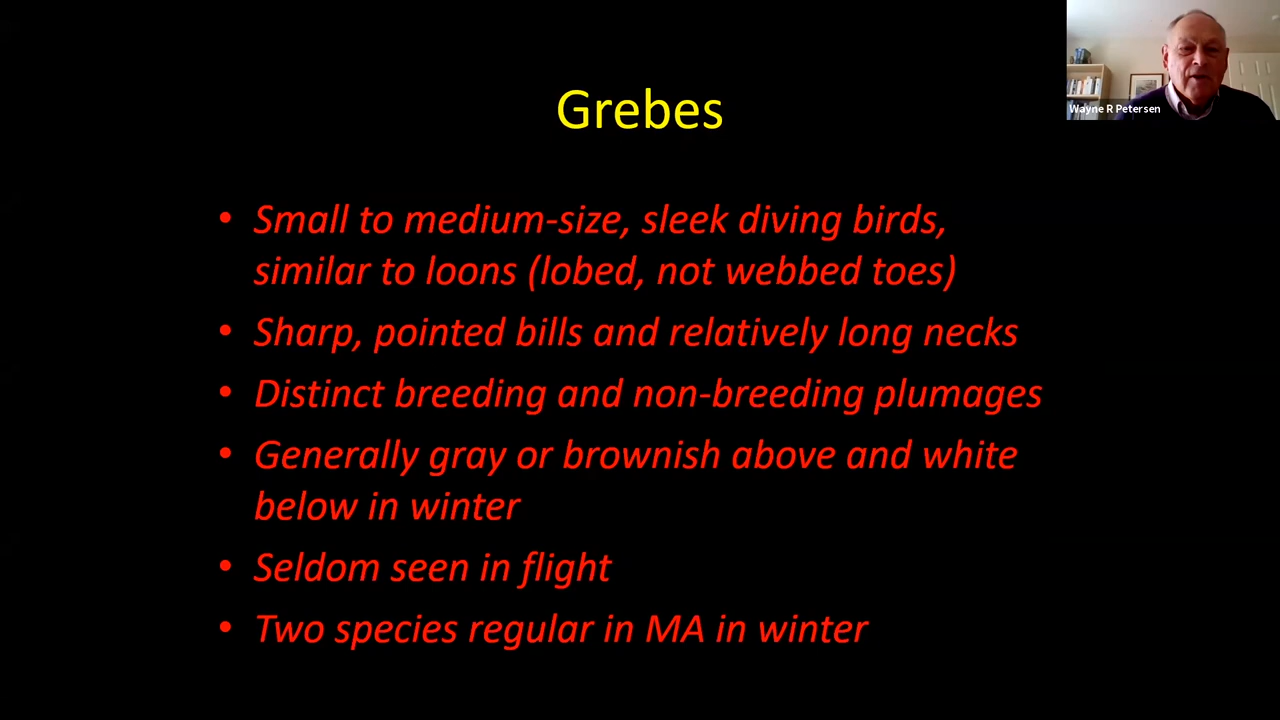 Wayne R Petersen
Grebes
• Small to medium-size, sleek diving birds,
similar to loons (lobed, not webbed toes)
• Sharp, pointed bills and relatively long necks
• Distinct breeding and non-breeding plumages
• Generally gray or brownish above and white
below in winter
• Seldom seen in flight
• Two species regular in MA in winter